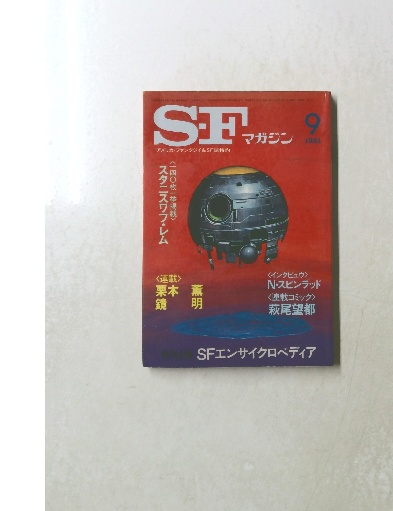 S-Fマガジン
9
1981
〈一四〇枚一挙掲載〉
スタニスワフ・レム
〈インタビュウ〉
N・スピンラッド
〈連載コミック〉
萩尾望都
〈連載〉
栗本 薫
鏡 明
SFエンサイクロペディア